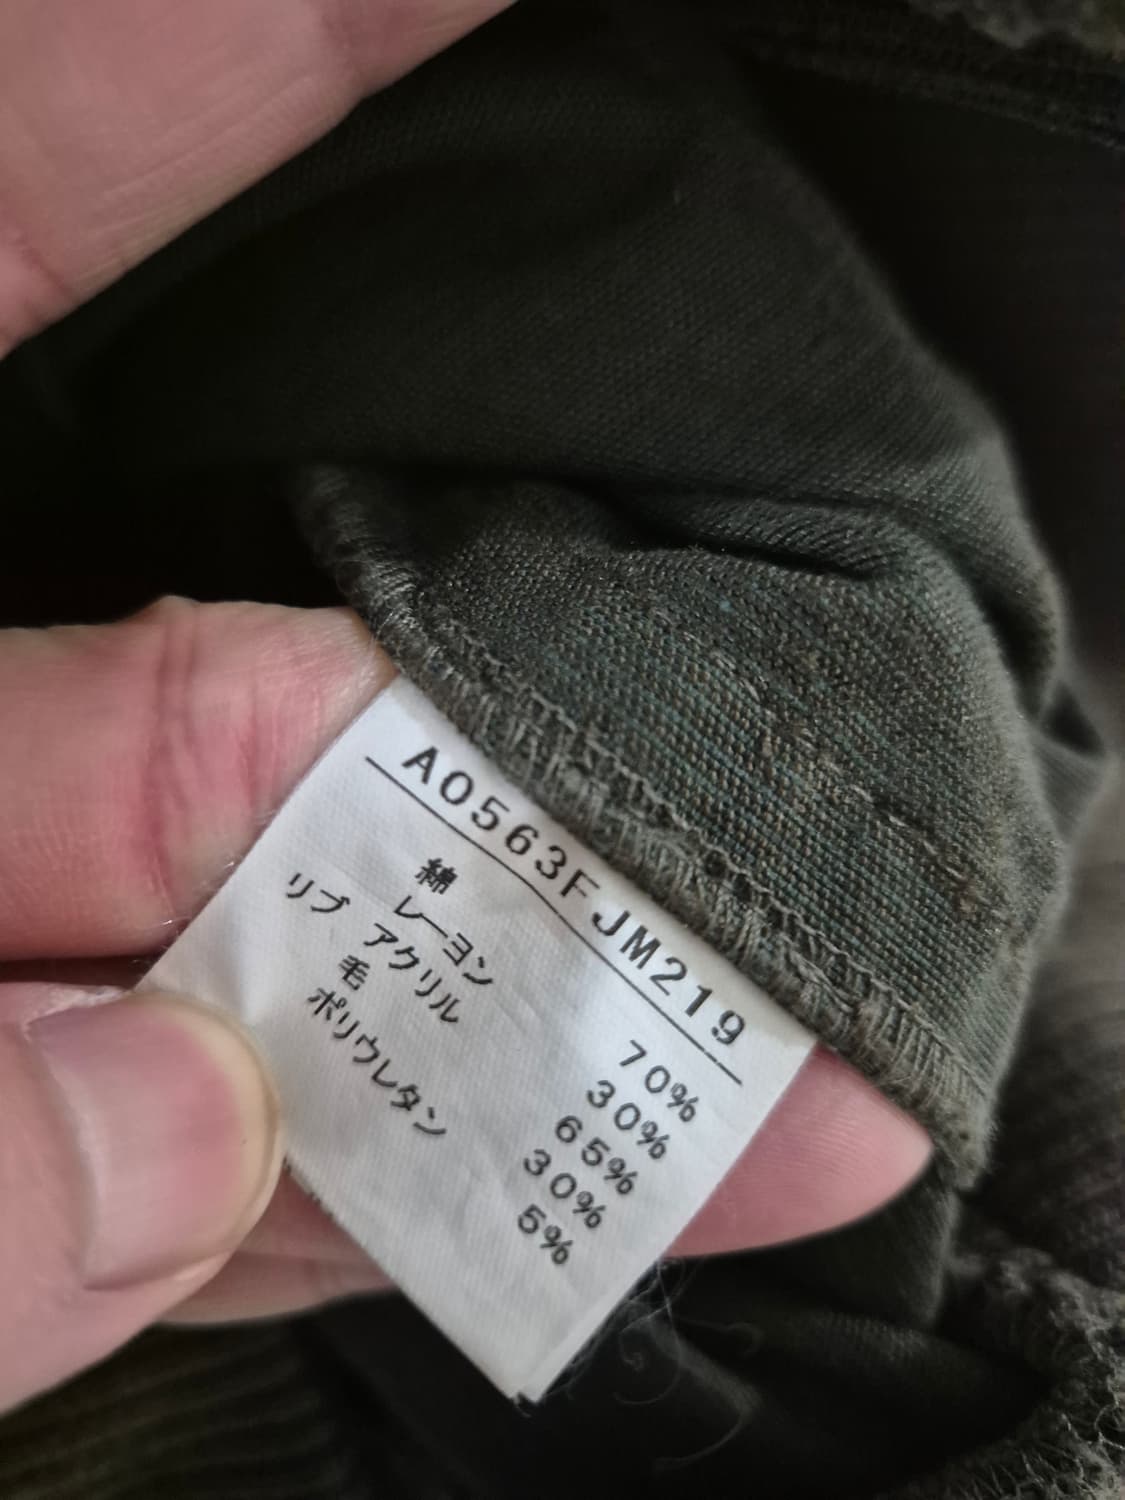 A0563FJM219
綿 70%
レーヨン 30%
リブ アクリル 65%
毛 30%
ポリウレタン 5%